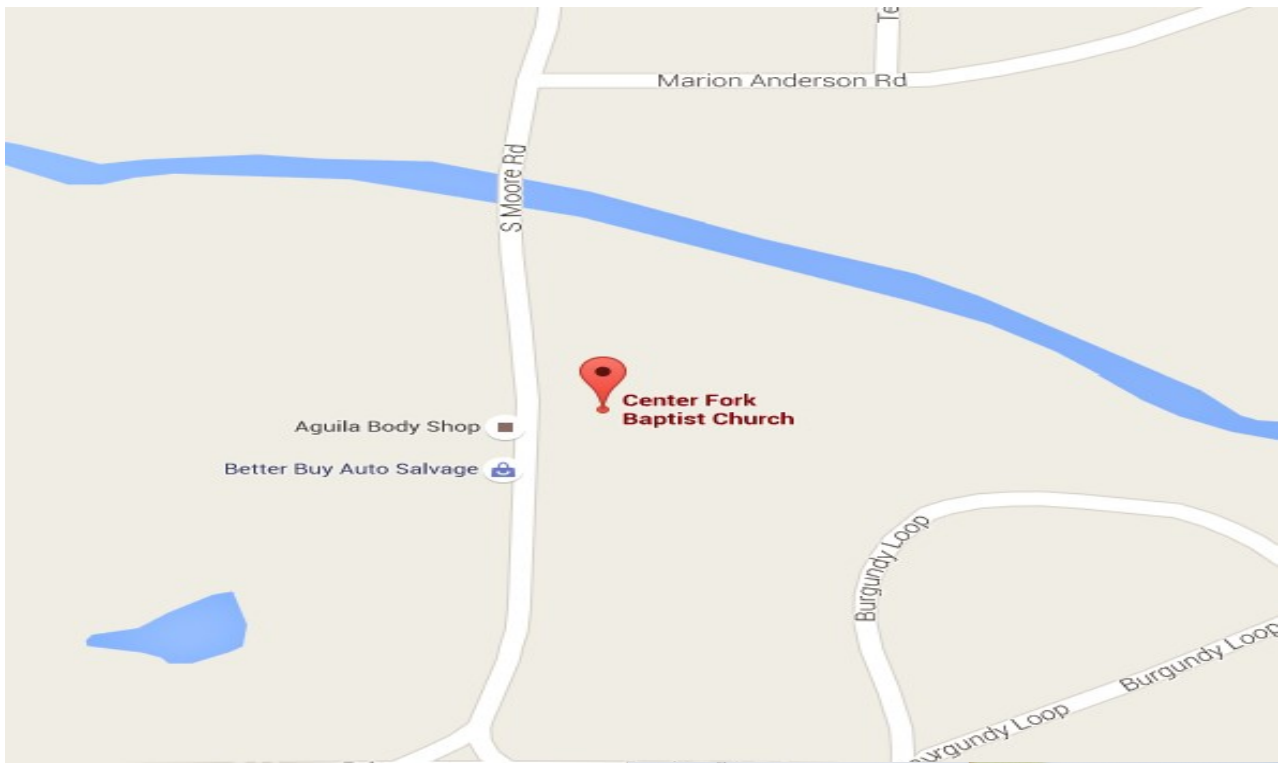 Te
Marion Anderson Rd
S Moore Rd
Center Fork
Baptist Church
Aguila Body Shop
Better Buy Auto Salvage
Burgundy Loop
Burgundy Loop
Burgundy Loop